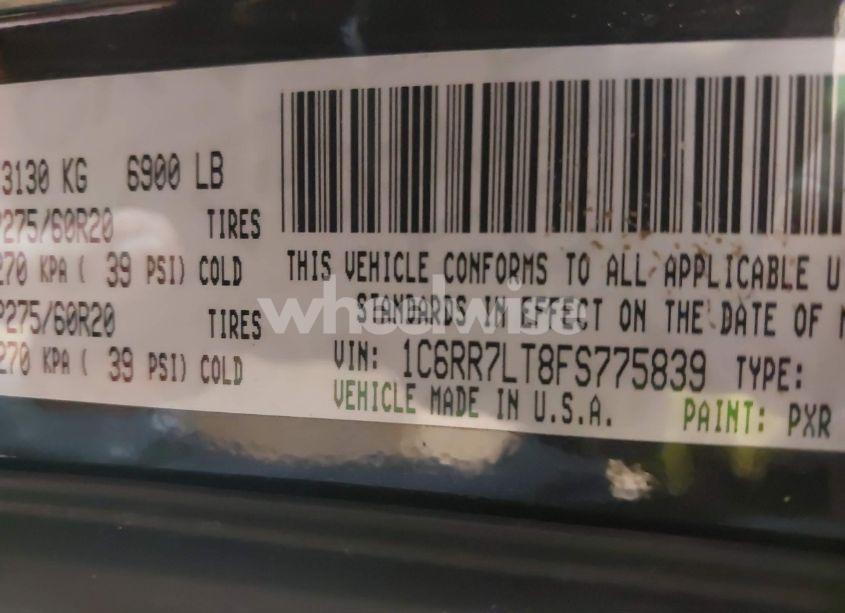 3130 KG 6900 LB
P275/60R20 TIRES
270 KPA ( 39 PSI) COLD
P275/60R20 TIRES
270 KPA ( 39 PSI) COLD
THIS VEHICLE CONFORMS TO ALL APPLICABLE U
STANDARDS IN EFFECT ON THE DATE OF M
VIN: 1C6RR7LT8FS775839 TYPE:
VEHICLE MADE IN U.S.A. PAINT: PXR
wheelwise